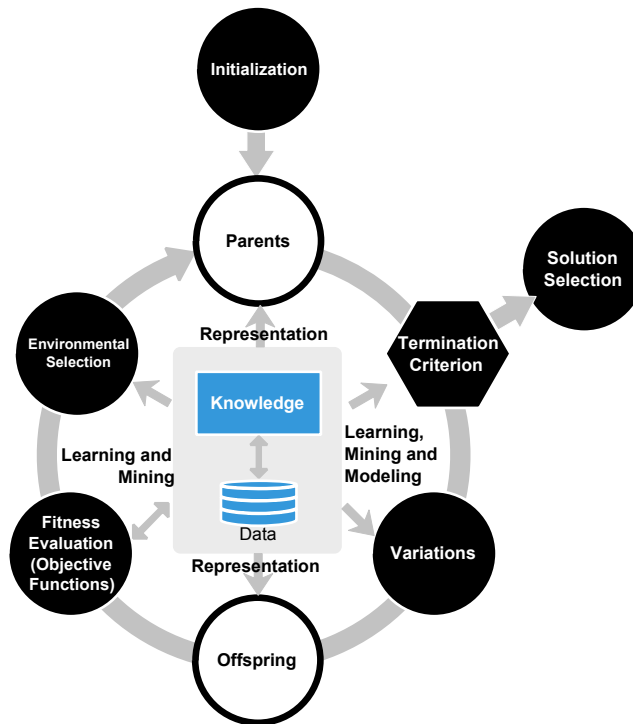 Initialization
Parents
Solution
Selection
Representation
Termination
Criterion
Environmental
Selection
Knowledge
Learning and
Mining
Learning,
Mining and
Modeling
Data
Fitness
Evaluation
(Objective
Functions)
Variations
Representation
Offspring